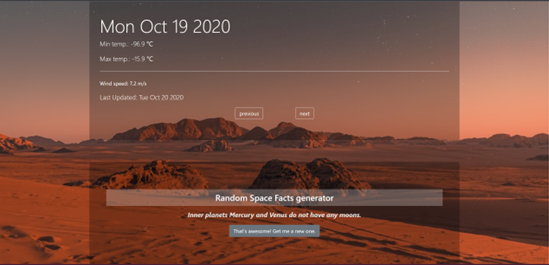 Mon Oct 19 2020
Min temp.: -96.9 °C
Max temp.: -15.9 °C
Wind speed: 7.2 m/s
Last Updated: Tue Oct 20 2020
previous next
Random Space Facts generator
Inner planets Mercury and Venus do not have any moons.
That's awesome! Get me a new one.